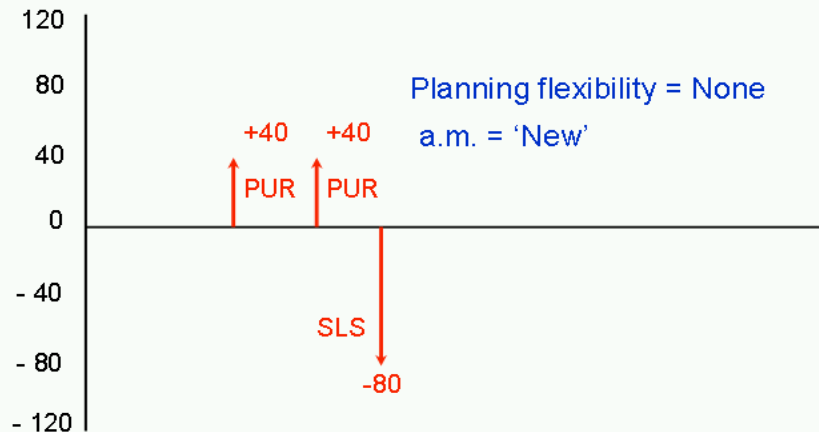 120
80
Planning flexibility = None
+40 +40
a.m. = ‘New’
40
PUR PUR
0
- 40
SLS
- 80
-80
- 120